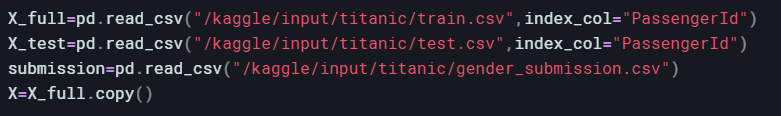 X_full=pd.read_csv("/kaggle/input/titanic/train.csv",index_col="PassengerId")
X_test=pd.read_csv("/kaggle/input/titanic/test.csv",index_col="PassengerId")
submission=pd.read_csv("/kaggle/input/titanic/gender_submission.csv")
X=X_full.copy()